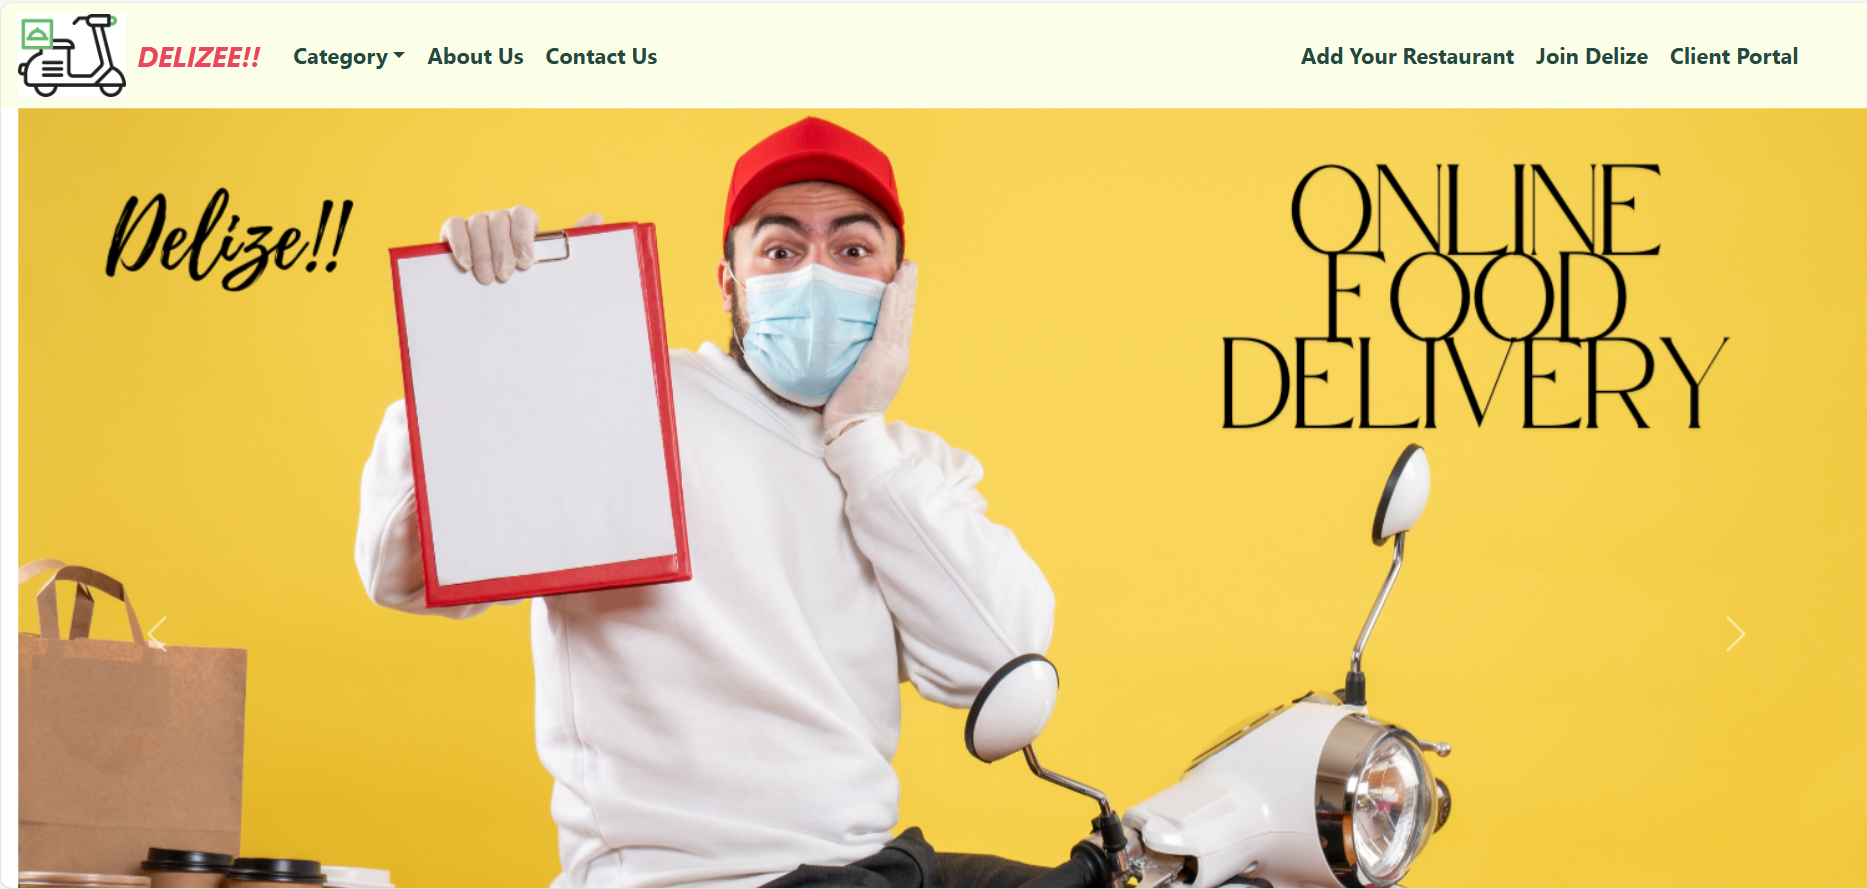 DELIZEE!!
Category
About Us
Contact Us
Add Your Restaurant
Join Delize
Client Portal
Delize!!
ONLINE
FOOD
DELIVERY